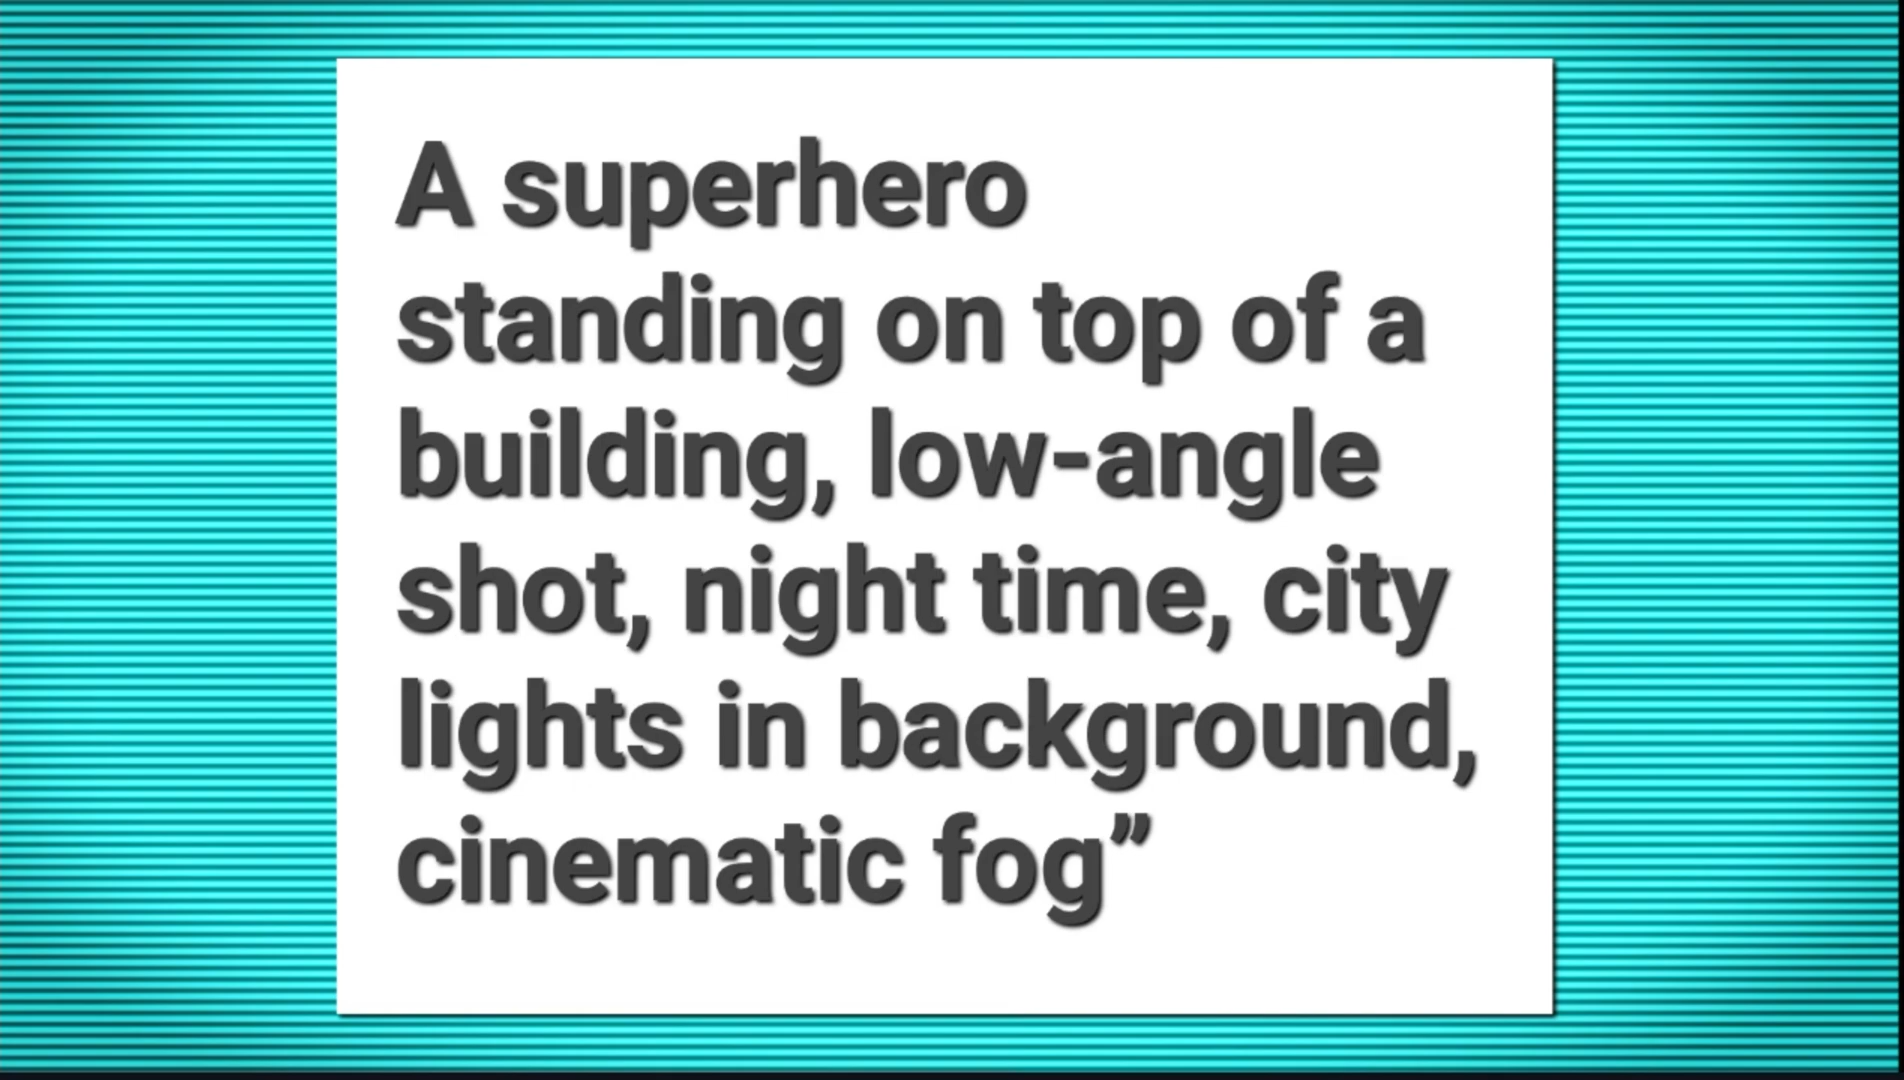 A superhero
standing on top of a
building, low-angle
shot, night time, city
lights in background,
cinematic fog”